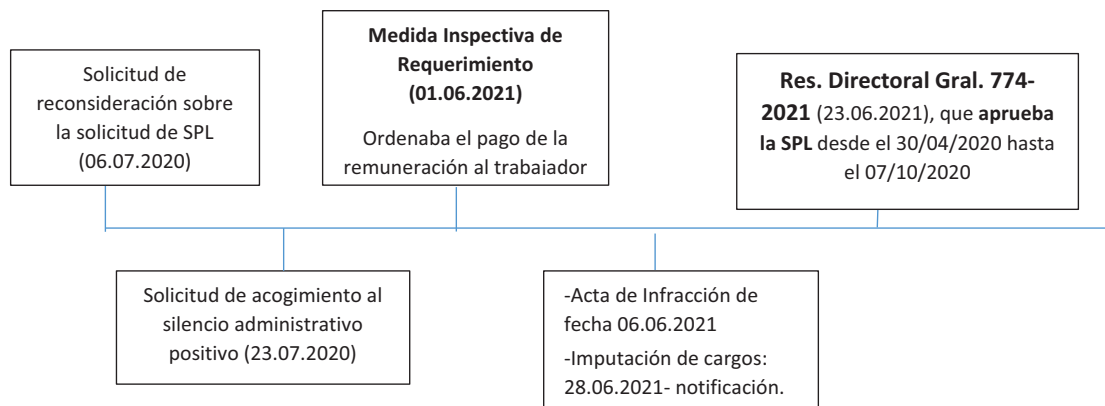 Solicitud de
reconsideración sobre
la solicitud de SPL
(06.07.2020)
Medida Inspectiva de
Requerimiento
(01.06.2021)
Ordenaba el pago de la
remuneración al trabajador
Res. Directoral Gral. 774-
2021 (23.06.2021), que aprueba
la SPL desde el 30/04/2020 hasta
el 07/10/2020
Solicitud de acogimiento al
silencio administrativo
positivo (23.07.2020)
-Acta de Infracción de
fecha 06.06.2021
-Imputación de cargos:
28.06.2021- notificación.